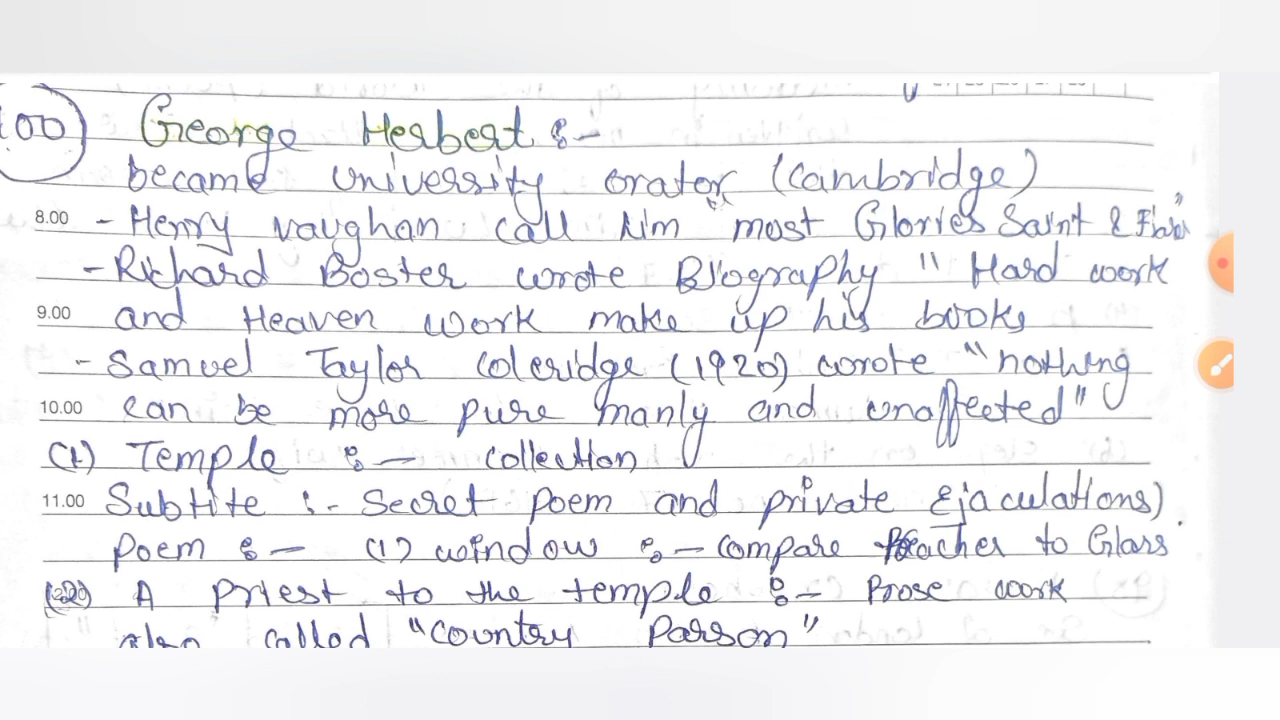 100 George Herbert :-
became University orator (Cambridge)
8.00 - Henry vaughan call him "most Glories Saint &
- Richard Boster wrote Biography " Hard work
9.00 and Heaven work make up his books
- Samuel Taylor Coleridge (1920) wrote "nothing
10.00 can be more pure manly and unaffected"
(1) Temple :- collection
11.00 Subtite :- Secret poem and private Ejaculations)
poem :- (1) window :- compare Preacher to Glass.
(2) A priest to the temple :- Prose work
also called "Country Parson"